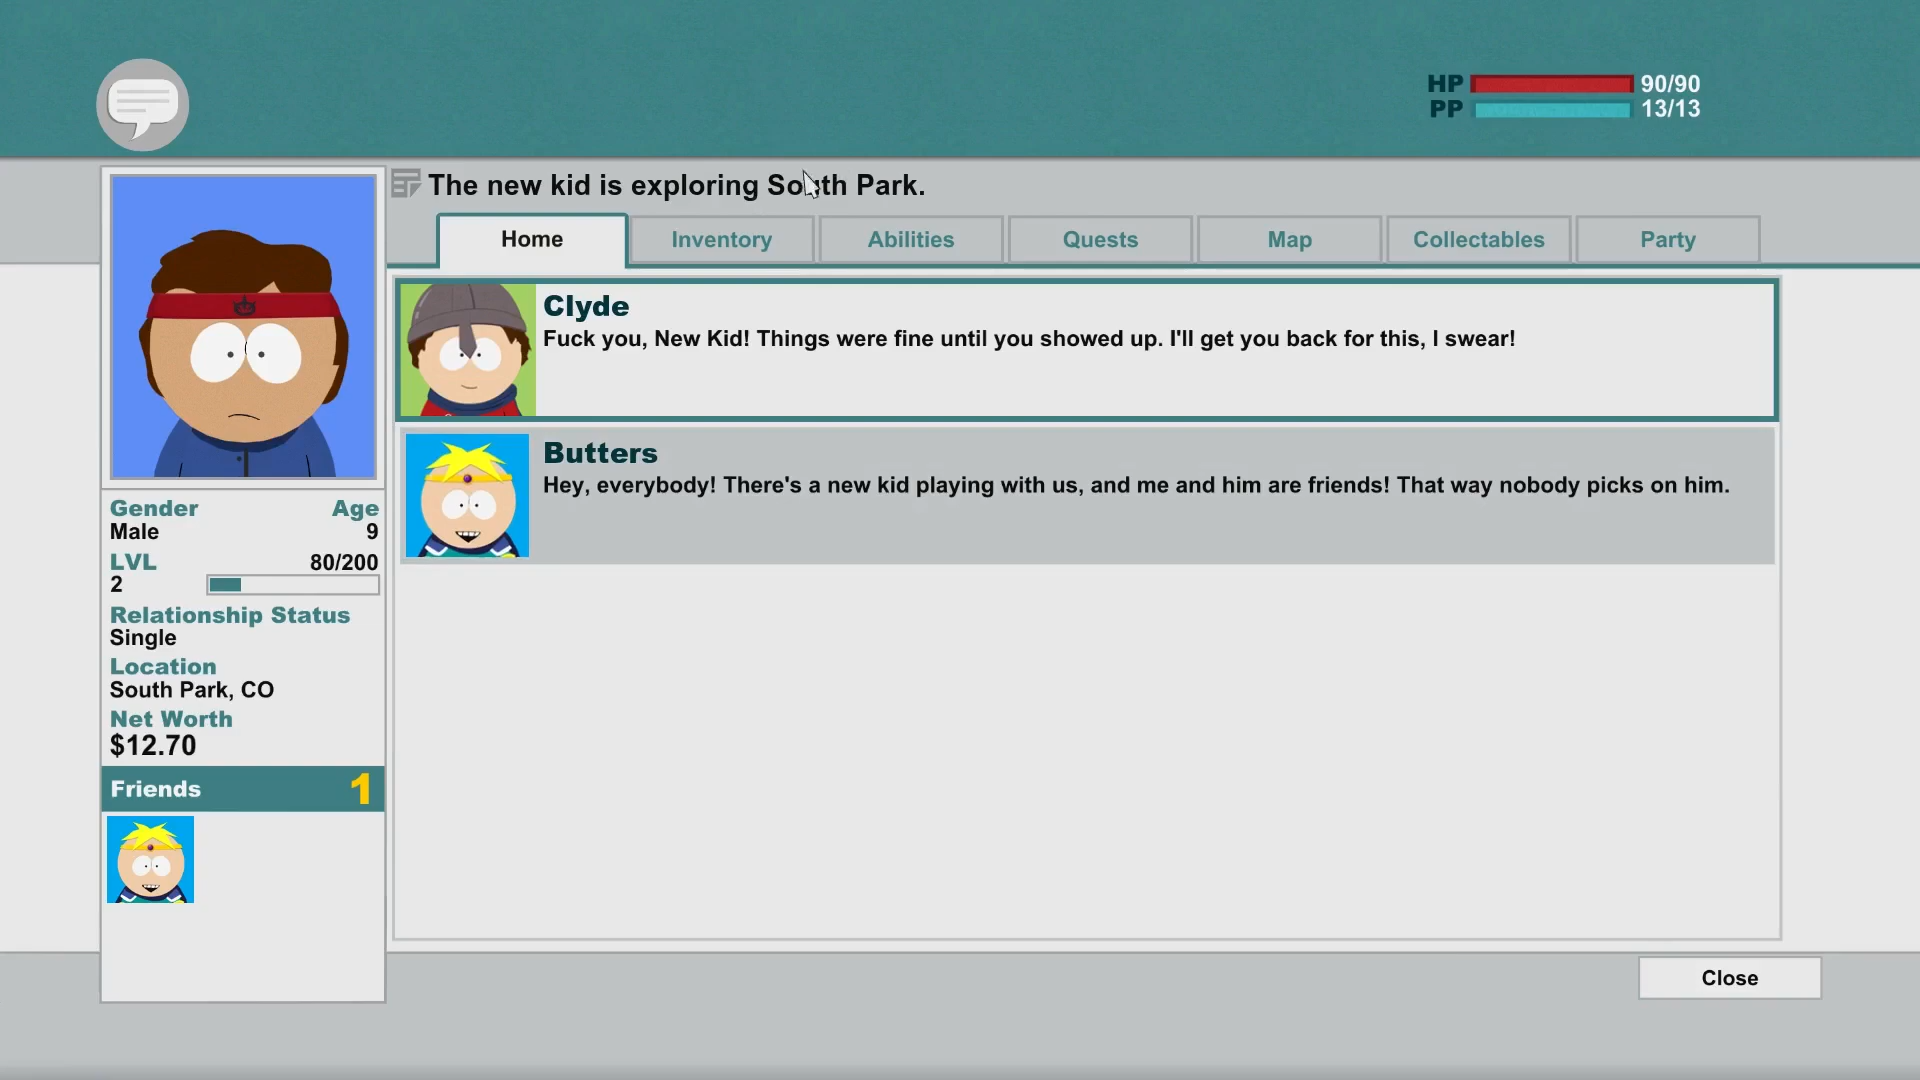 HP 90/90
PP 13/13
The new kid is exploring South Park.
Home Inventory Abilities Quests Map Collectables Party
Clyde
Fuck you, New Kid! Things were fine until you showed up. I'll get you back for this, I swear!
Butters
Hey, everybody! There's a new kid playing with us, and me and him are friends! That way nobody picks on him.
Gender Age
Male 9
LVL 80/200
2
Relationship Status
Single
Location
South Park, CO
Net Worth
$12.70
Friends 1
Close